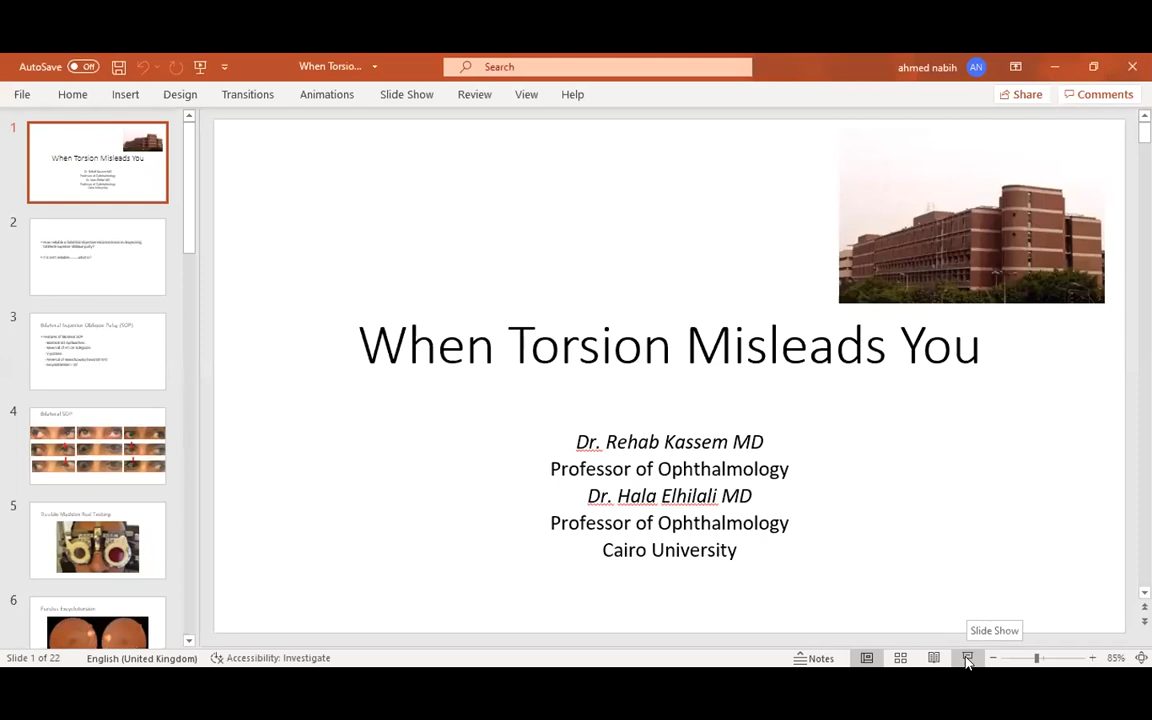 AutoSave Off When Torsio... Search ahmed nabih AN
File Home Insert Design Transitions Animations Slide Show Review View Help Share Comments
1
When Torsion Misleads You
2
3
Bilateral Superior Oblique Palsy (SOP)
4
Bilateral SOP
5
Double Maddox Rod Testing
6
Fundus Excyclotorsion
When Torsion Misleads You
Dr. Rehab Kassem MD
Professor of Ophthalmology
Dr. Hala Elhilali MD
Professor of Ophthalmology
Cairo University
Slide Show
Slide 1 of 22 English (United Kingdom) Accessibility: Investigate Notes 85%